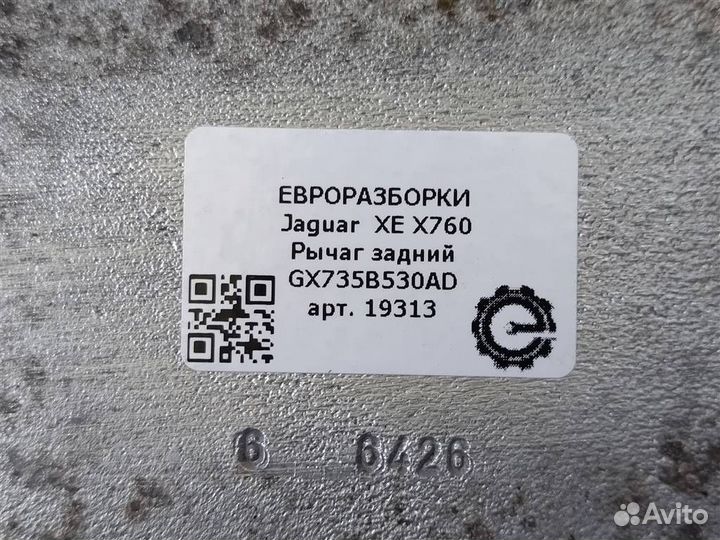 ЕВРОРАЗБОРКИ
Jaguar XE X760
Рычаг задний
GX735B530AD
арт. 19313
6 6426
Avito